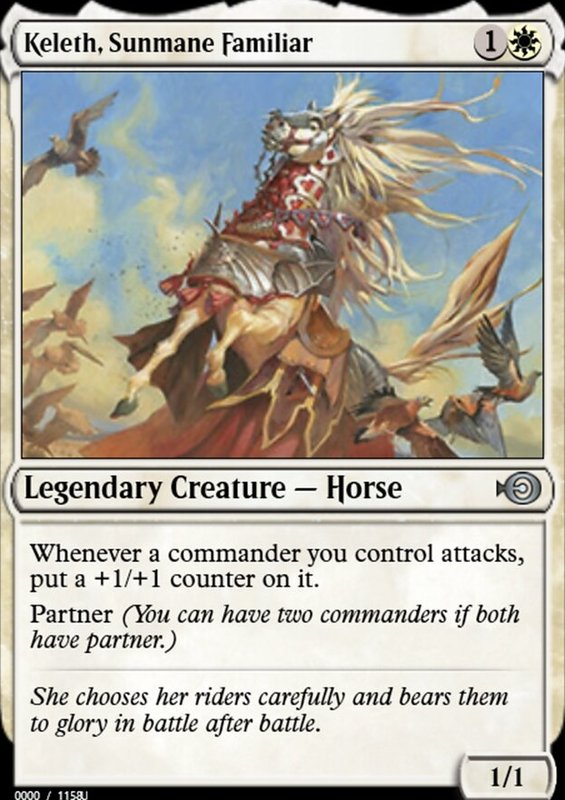 Keleth, Sunmane Familiar 1
Legendary Creature — Horse
Whenever a commander you control attacks,
put a +1/+1 counter on it.
Partner (You can have two commanders if both
have partner.)
She chooses her riders carefully and bears them
to glory in battle after battle.
1/1
0000 / 1158U